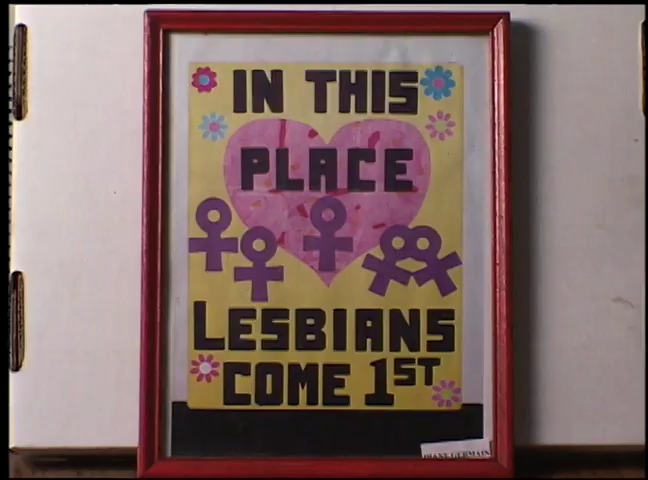 IN THIS
PLACE
LESBIANS
COME 1ST
DIANE GERMAIN